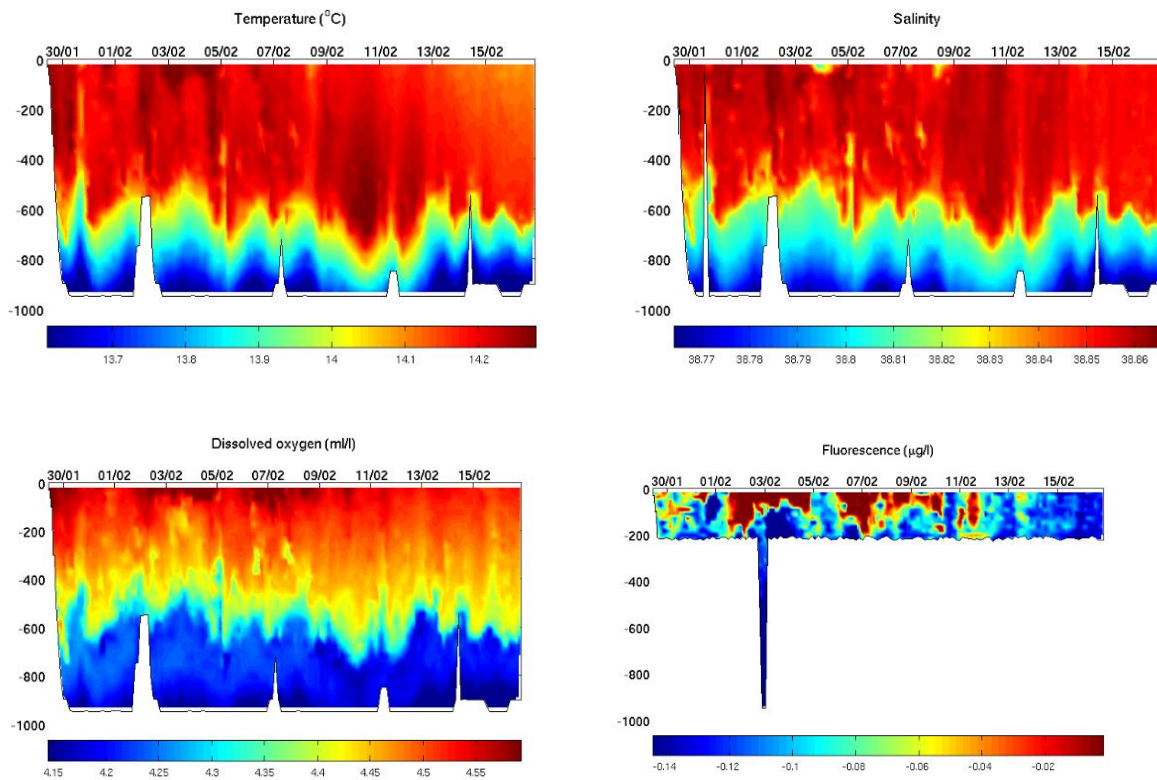 Temperature (⁰C)
30/01 01/02 03/02 05/02 07/02 09/02 11/02 13/02 15/02
0
-200
-400
-600
-800
-1000
13.7 13.8 13.9 14 14.1 14.2
Salinity
30/01 01/02 03/02 05/02 07/02 09/02 11/02 13/02 15/02
0
-200
-400
-600
-800
-1000
38.77 38.78 38.79 38.8 38.81 38.82 38.83 38.84 38.85 38.86
Dissolved oxygen (ml/l)
30/01 01/02 03/02 05/02 07/02 09/02 11/02 13/02 15/02
0
-200
-400
-600
-800
-1000
4.15 4.2 4.25 4.3 4.35 4.4 4.45 4.5 4.55
Fluorescence (μg/l)
30/01 01/02 03/02 05/02 07/02 09/02 11/02 13/02 15/02
0
-200
-400
-600
-800
-1000
-0.14 -0.12 -0.1 -0.08 -0.06 -0.04 -0.02